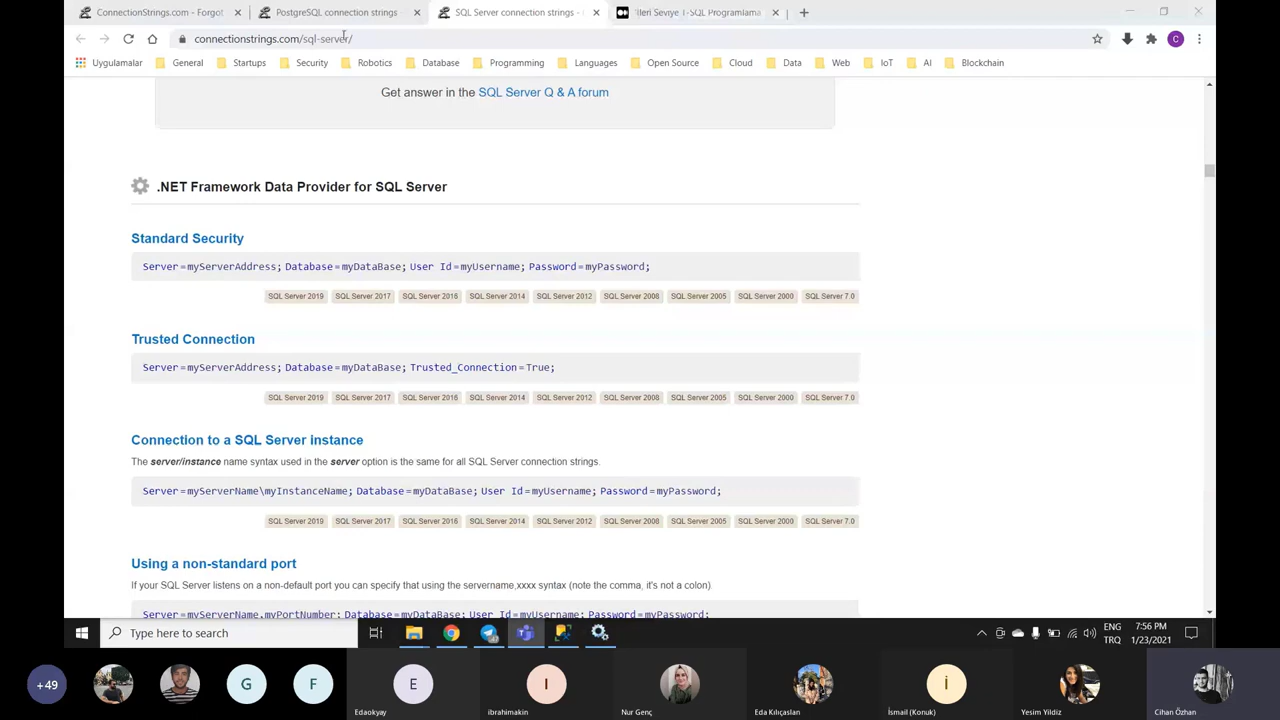 ConnectionStrings.com - Forgot
PostgreSQL connection strings
SQL Server connection strings -
İleri Seviye T-SQL Programlama
connectionstrings.com/sql-server/
Uygulamalar
General
Startups
Security
Robotics
Database
Programming
Languages
Open Source
Cloud
Data
Web
IoT
AI
Blockchain
Get answer in the SQL Server Q & A forum
.NET Framework Data Provider for SQL Server
Standard Security
Server=myServerAddress; Database=myDataBase; User Id=myUsername; Password=myPassword;
SQL Server 2019 SQL Server 2017 SQL Server 2016 SQL Server 2014 SQL Server 2012 SQL Server 2008 SQL Server 2005 SQL Server 2000 SQL Server 7.0
Trusted Connection
Server=myServerAddress; Database=myDataBase; Trusted_Connection=True;
SQL Server 2019 SQL Server 2017 SQL Server 2016 SQL Server 2014 SQL Server 2012 SQL Server 2008 SQL Server 2005 SQL Server 2000 SQL Server 7.0
Connection to a SQL Server instance
The server/instance name syntax used in the server option is the same for all SQL Server connection strings.
Server=myServerName\myInstanceName; Database=myDataBase; User Id=myUsername; Password=myPassword;
SQL Server 2019 SQL Server 2017 SQL Server 2016 SQL Server 2014 SQL Server 2012 SQL Server 2008 SQL Server 2005 SQL Server 2000 SQL Server 7.0
Using a non-standard port
If your SQL Server listens on a non-default port you can specify that using the servername,xxxx syntax (note the comma, it's not a colon).
Server=myServerName,myPortNumber; Database=myDataBase; User Id=myUsername; Password=myPassword;
Type here to search
ENG
TRQ
7:56 PM
1/23/2021
+49
G
F
E
I
İ
C
Edaokyay
ibrahimakin
Nur Genç
Eda Kılıçaslan
İsmail (Konuk)
Yesim Yildiz
Cihan Özhan